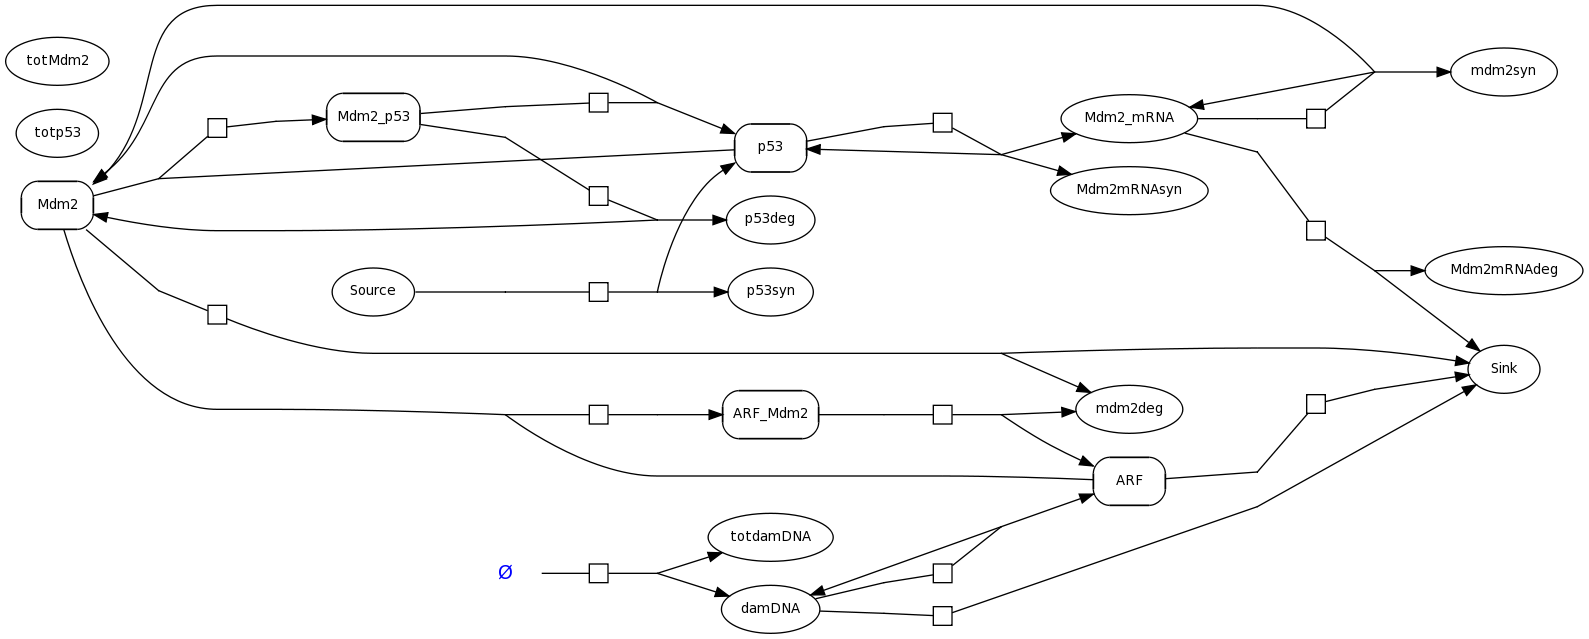 totMdm2
mdm2syn
Mdm2_p53
Mdm2_mRNA
totp53
p53
Mdm2mRNAsyn
Mdm2
p53deg
Mdm2mRNAdeg
Source
p53syn
Sink
ARF_Mdm2
mdm2deg
ARF
totdamDNA
Ø
damDNA